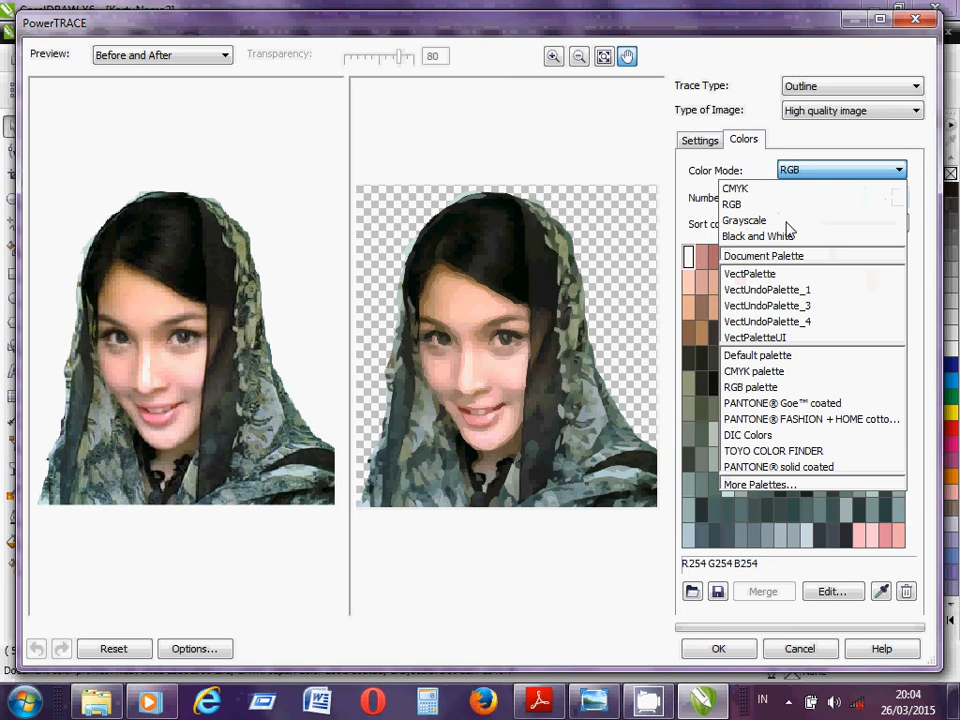 PowerTRACE
Preview:
Before and After
Transparency:
80
Trace Type:
Outline
Type of Image:
High quality image
Settings
Colors
Color Mode:
RGB
CMYK
RGB
Numbe
Grayscale
Sort co
Black and White
Document Palette
VectPalette
VectUndoPalette_1
VectUndoPalette_3
VectUndoPalette_4
VectPaletteUI
Default palette
CMYK palette
RGB palette
PANTONE® Goe™ coated
PANTONE® FASHION + HOME cotto...
DIC Colors
TOYO COLOR FINDER
PANTONE® solid coated
More Palettes...
R254 G254 B254
Merge
Edit...
Reset
Options...
OK
Cancel
Help
IN
20:04
26/03/2015